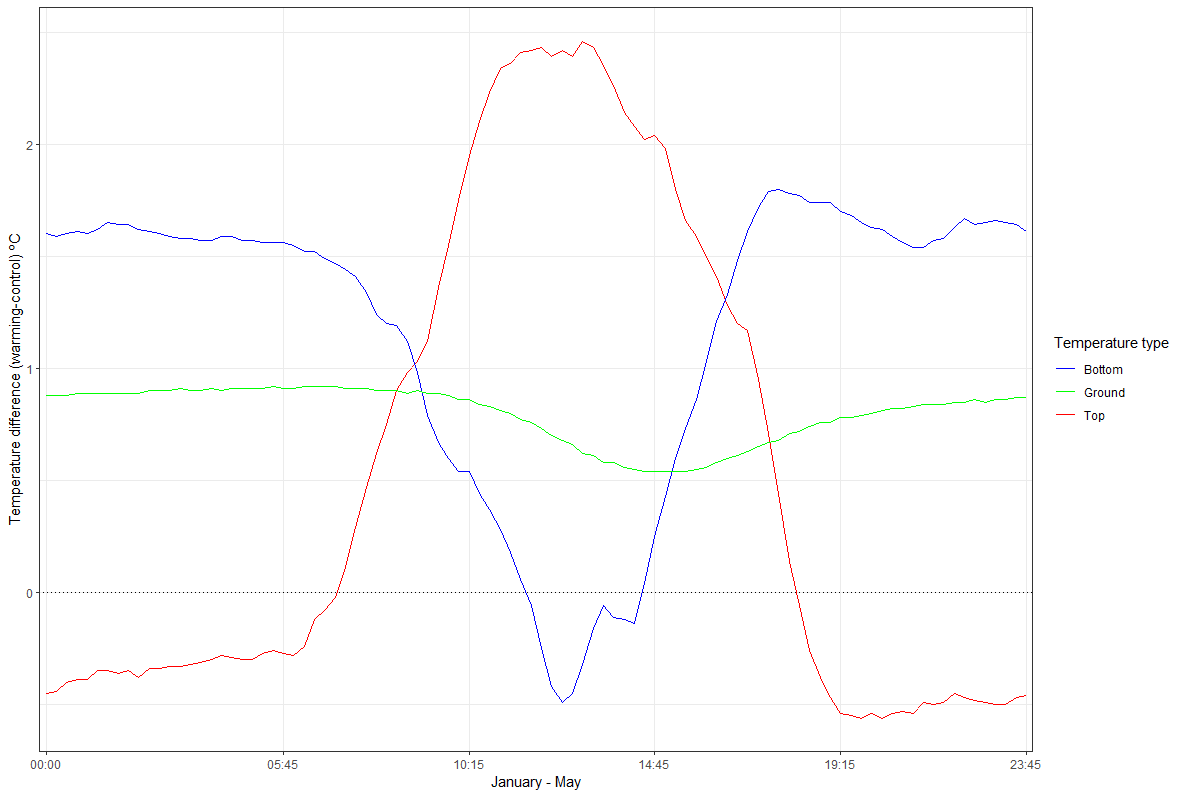 Temperature difference (warming-control) °C
2
1
0
00:00 05:45 10:15 14:45 19:15 23:45
January - May
Temperature type
Bottom
Ground
Top